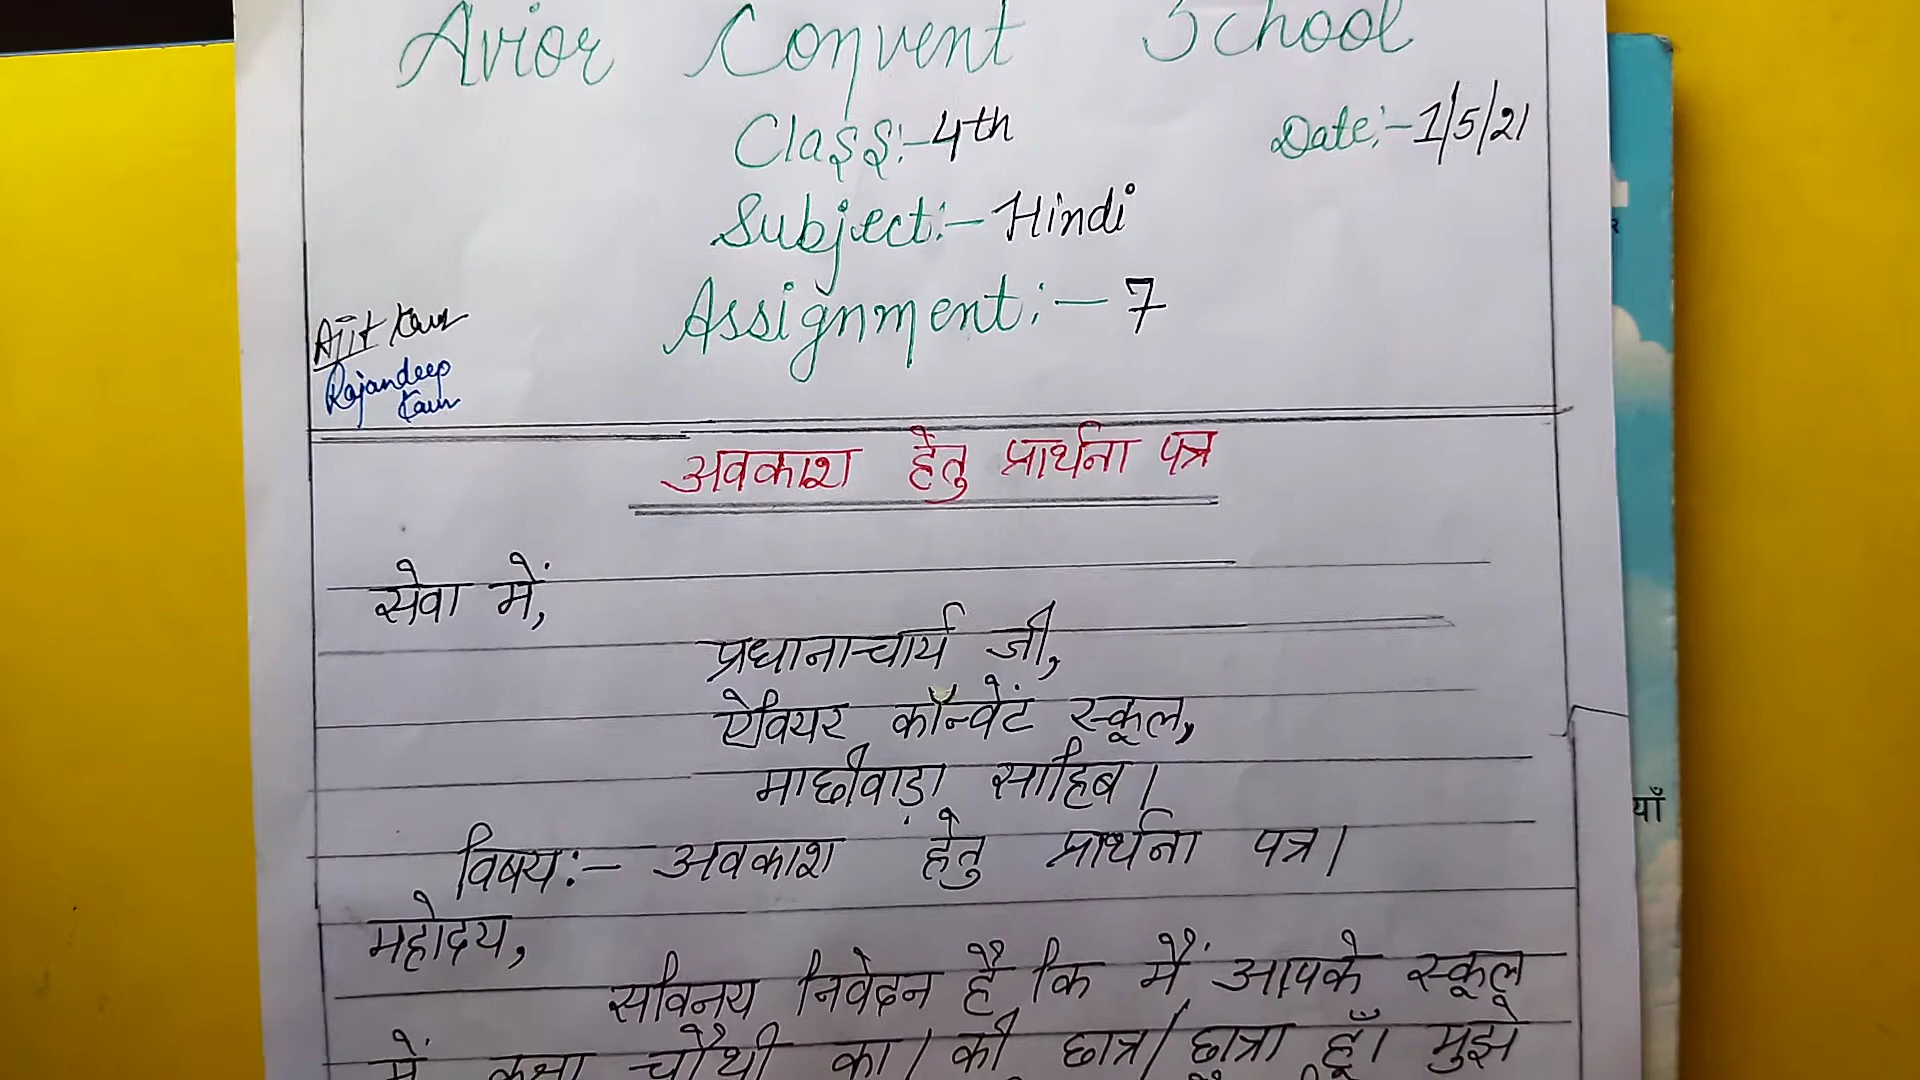 Avior Convent School
Class:-4th
Date:-1/5/21
Subject:-Hindi
Assignment:-7
Ajit Kaur
Rajandeep
Kaur
अवकाश हेतु प्रार्थना पत्र
सेवा में,
प्रधानाचार्य जी,
ऐवियर कॉन्वेंट स्कूल,
माछीवाड़ा साहिब।
विषय:- अवकाश हेतु प्रार्थना पत्र।
महोदय,
सविनय निवेदन है कि मैं आपके स्कूल
में कक्षा चौथी का/की छात्र/छात्रा हूँ। मुझे
याँ